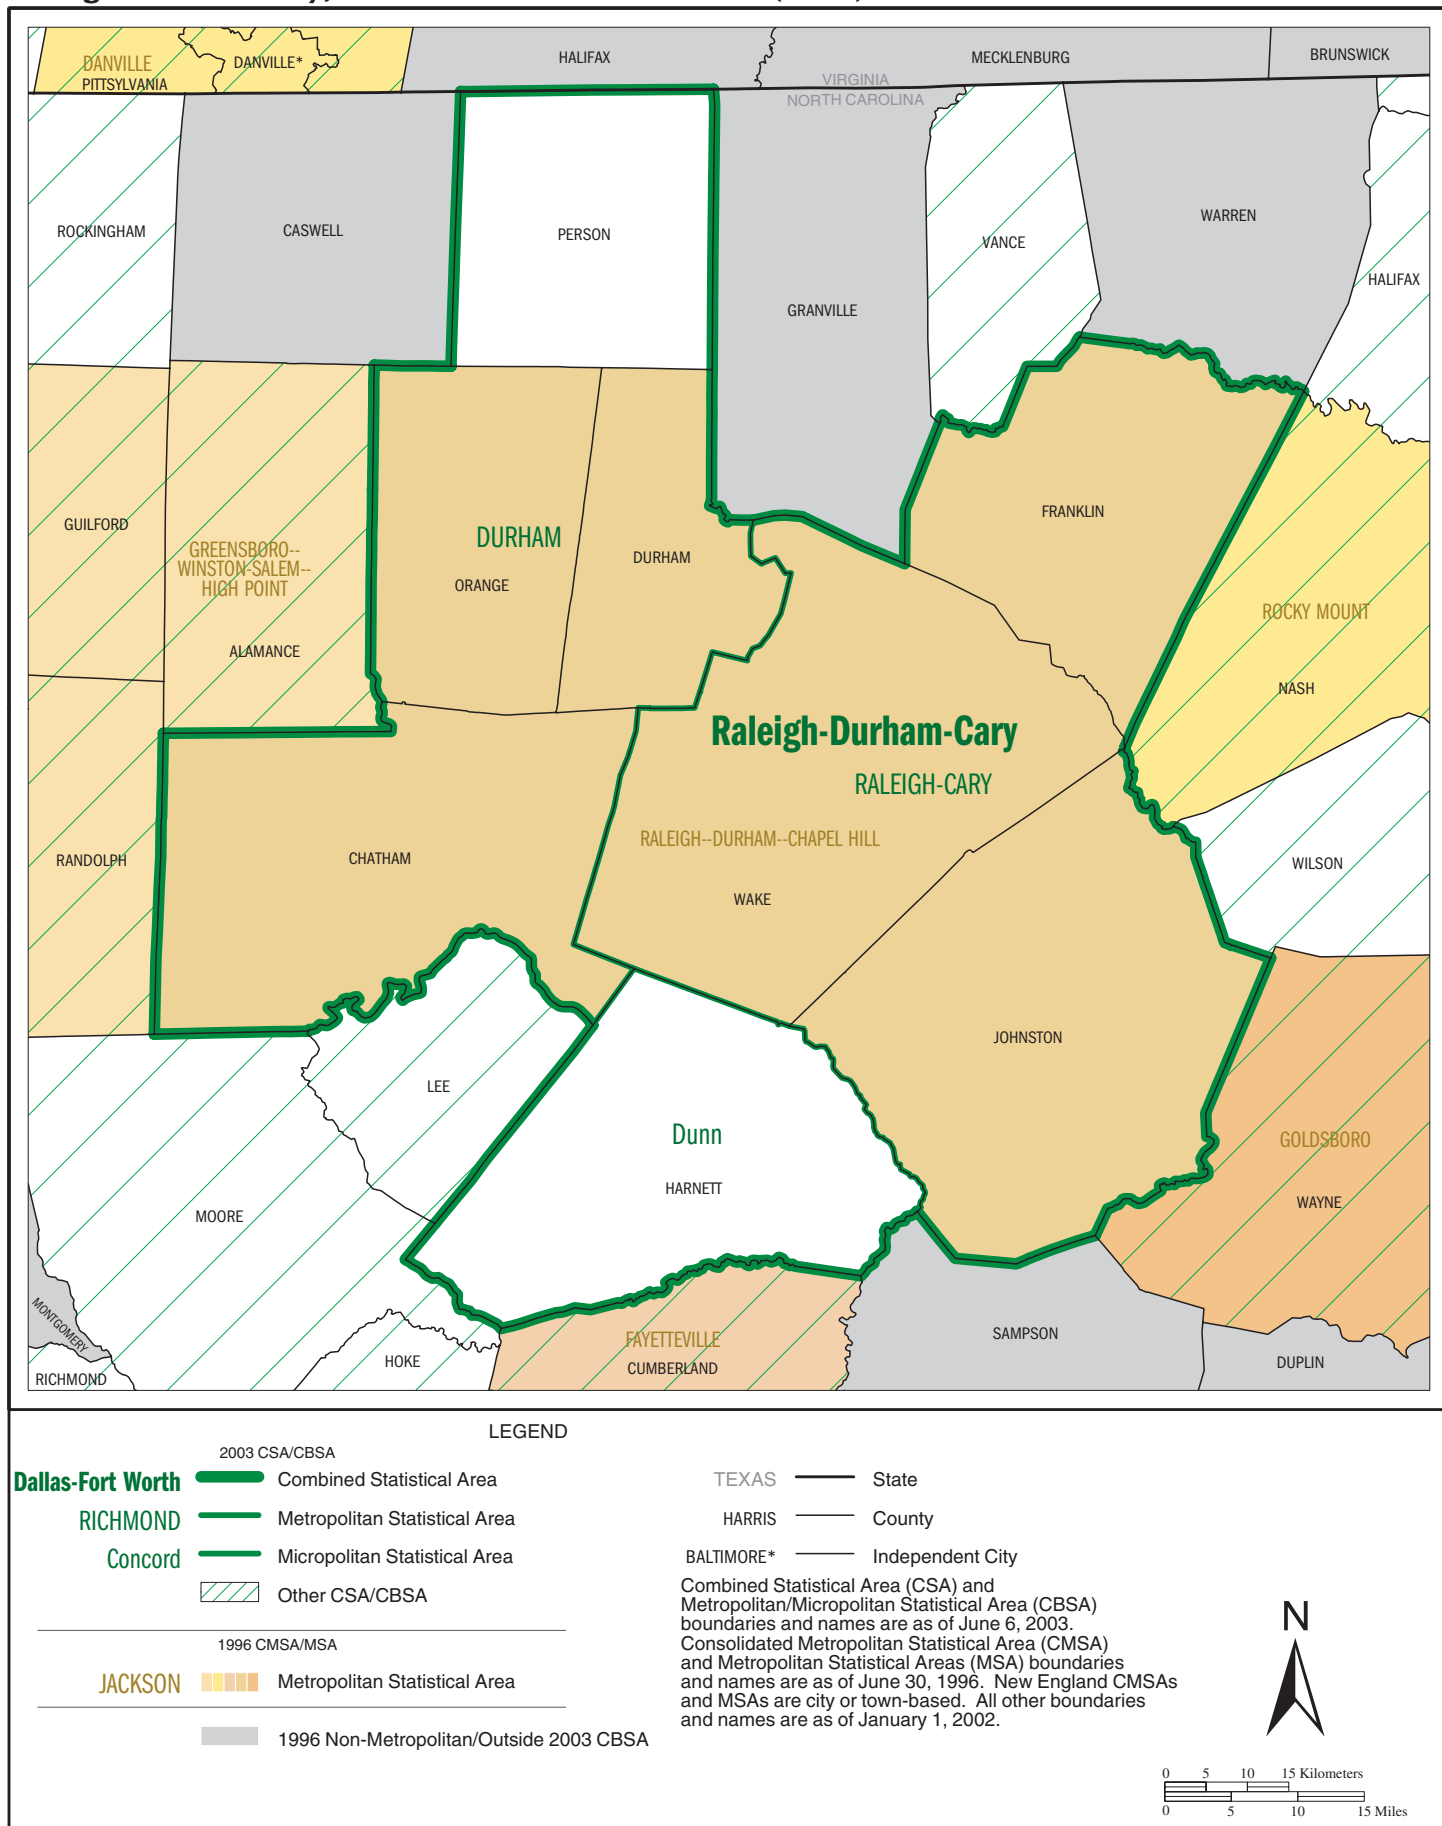 DANVILLE
PITTSYLVANIA
DANVILLE*
HALIFAX
MECKLENBURG
BRUNSWICK
VIRGINIA
NORTH CAROLINA
ROCKINGHAM
CASWELL
PERSON
GRANVILLE
VANCE
WARREN
HALIFAX
GUILFORD
GREENSBORO--
WINSTON-SALEM--
HIGH POINT
ALAMANCE
DURHAM
ORANGE
DURHAM
FRANKLIN
ROCKY MOUNT
NASH
Raleigh-Durham-Cary
RALEIGH-CARY
RALEIGH--DURHAM--CHAPEL HILL
WAKE
RANDOLPH
CHATHAM
WILSON
JOHNSTON
LEE
Dunn
HARNETT
MOORE
GOLDSBORO
WAYNE
MONTGOMERY
RICHMOND
HOKE
FAYETTEVILLE
CUMBERLAND
SAMPSON
DUPLIN
LEGEND
2003 CSA/CBSA
Dallas-Fort Worth Combined Statistical Area
RICHMOND Metropolitan Statistical Area
Concord Micropolitan Statistical Area
Other CSA/CBSA
1996 CMSA/MSA
JACKSON Metropolitan Statistical Area
1996 Non-Metropolitan/Outside 2003 CBSA
TEXAS State
HARRIS County
BALTIMORE* Independent City
Combined Statistical Area (CSA) and
Metropolitan/Micropolitan Statistical Area (CBSA)
boundaries and names are as of June 6, 2003.
Consolidated Metropolitan Statistical Area (CMSA)
and Metropolitan Statistical Areas (MSA) boundaries
and names are as of June 30, 1996. New England CMSAs
and MSAs are city or town-based. All other boundaries
and names are as of January 1, 2002.
N
0 5 10 15 Kilometers
0 5 10 15 Miles